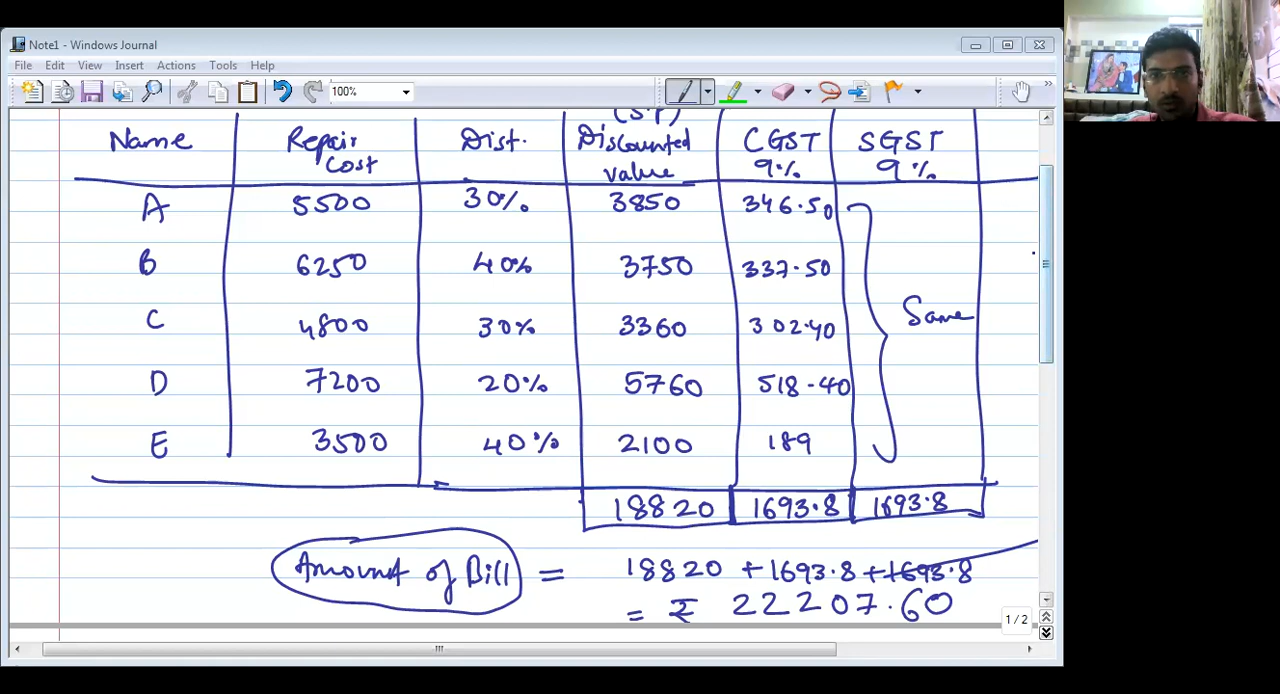 Note1 - Windows Journal
File Edit View Insert Actions Tools Help
100%
(S.P)
Name Repair Cost Dist. Discounted value CGST 9% SGST 9%
A 5500 30% 3850 346.50
B 6250 40% 3750 337.50
C 4800 30% 3360 302.40 Same
D 7200 20% 5760 518.40
E 3500 40% 2100 189
18820 1693.8 1693.8
Amount of Bill = 18820 + 1693.8 + 1693.8
= ₹ 22207.60
1 / 2